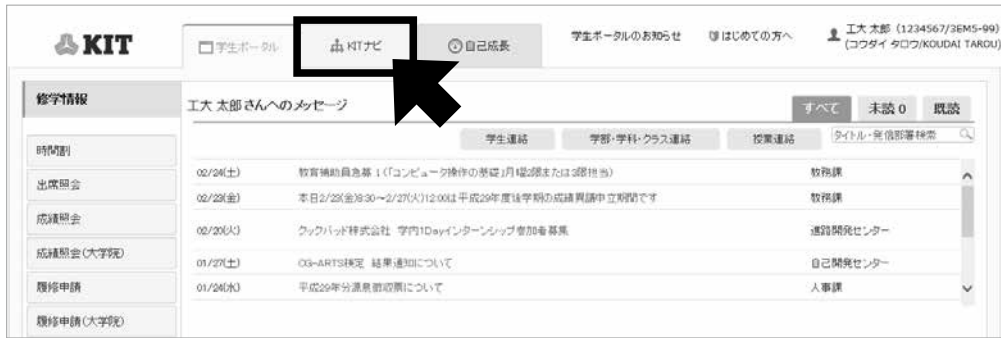 KIT
学生ポータル
KITナビ
自己成長
学生ポータルのお知らせ
はじめての方へ
工大 太郎 (1234567/3EM5-99)
(コウダイ タロウ/KOUDAI TAROU)
修学情報
時間割
出席照会
成績照会
成績照会(大学院)
履修申請
履修申請(大学院)
工大 太郎さんへのメッセージ
すべて 未読 0 既読
学生連絡 学部・学科・クラス連絡 授業連絡 タイトル・発信部署検索
02/24(土) 教育補助員急募！(「コンピュータ操作の基礎」月曜2限または3限担当) 教務課
02/23(金) 本日2/23(金)8:30～2/27(火)12:00は平成29年度後学期の成績異議申立期間です 教務課
02/20(火) クックパッド株式会社 学内1Dayインターンシップ参加者募集 進路開発センター
01/27(土) CG-ARTS検定 結果通知について 自己開発センター
01/24(水) 平成29年分源泉徴収票について 人事課